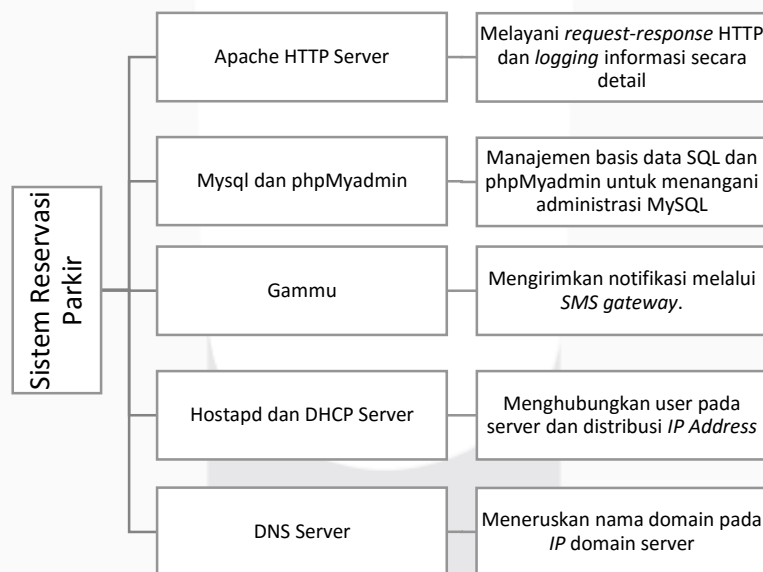 Sistem Reservasi
Parkir
Apache HTTP Server
Melayani request-response HTTP
dan logging informasi secara
detail
Mysql dan phpMyadmin
Manajemen basis data SQL dan
phpMyadmin untuk menangani
administrasi MySQL
Gammu
Mengirimkan notifikasi melalui
SMS gateway.
Hostapd dan DHCP Server
Menghubungkan user pada
server dan distribusi IP Address
DNS Server
Meneruskan nama domain pada
IP domain server